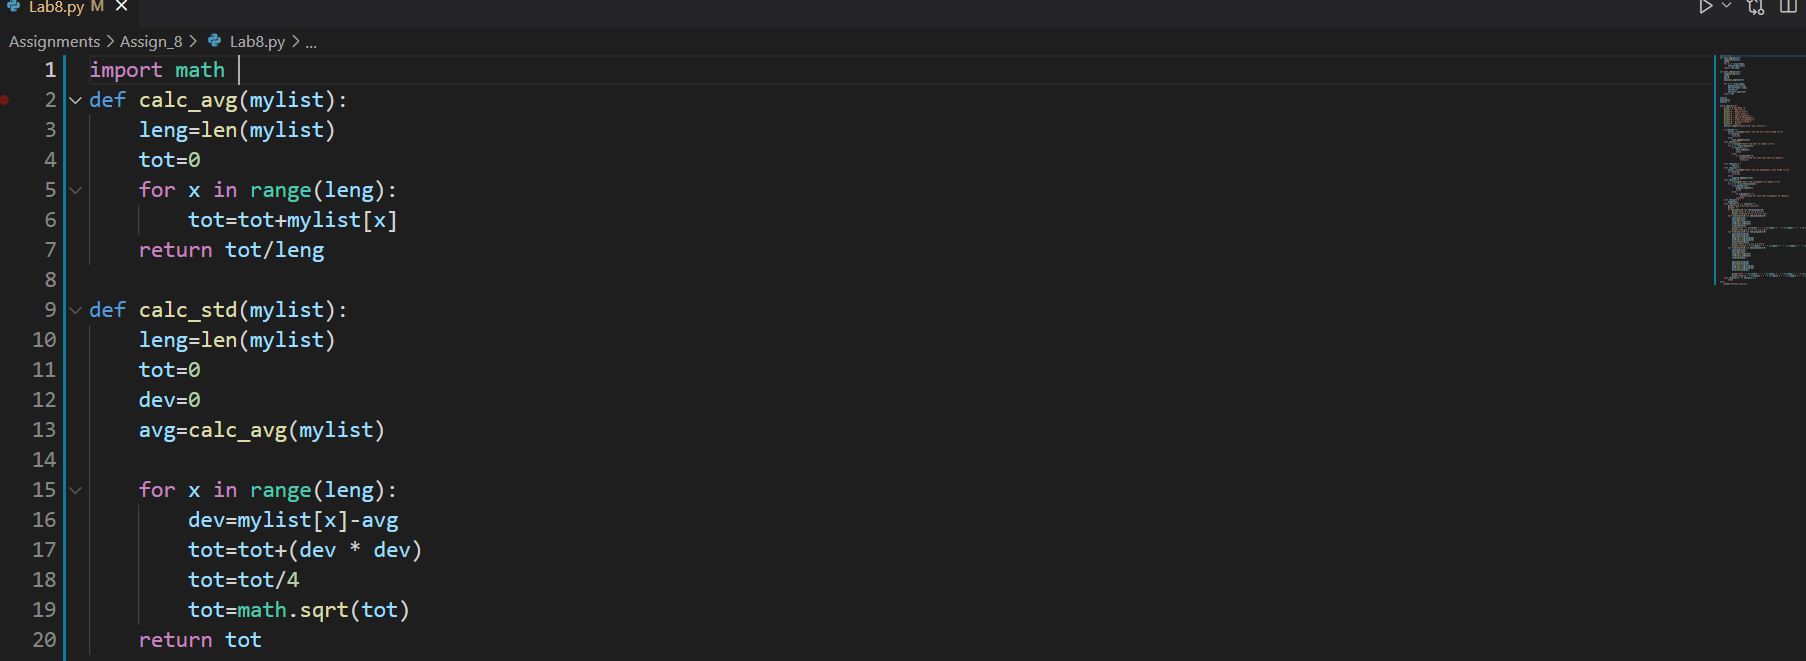 Lab8.py M
Assignments > Assign_8 > Lab8.py > ...
1 import math
2 def calc_avg(mylist):
3     leng=len(mylist)
4     tot=0
5     for x in range(leng):
6         tot=tot+mylist[x]
7     return tot/leng
8
9 def calc_std(mylist):
10     leng=len(mylist)
11     tot=0
12     dev=0
13     avg=calc_avg(mylist)
14
15     for x in range(leng):
16         dev=mylist[x]-avg
17         tot=tot+(dev * dev)
18         tot=tot/4
19         tot=math.sqrt(tot)
20     return tot